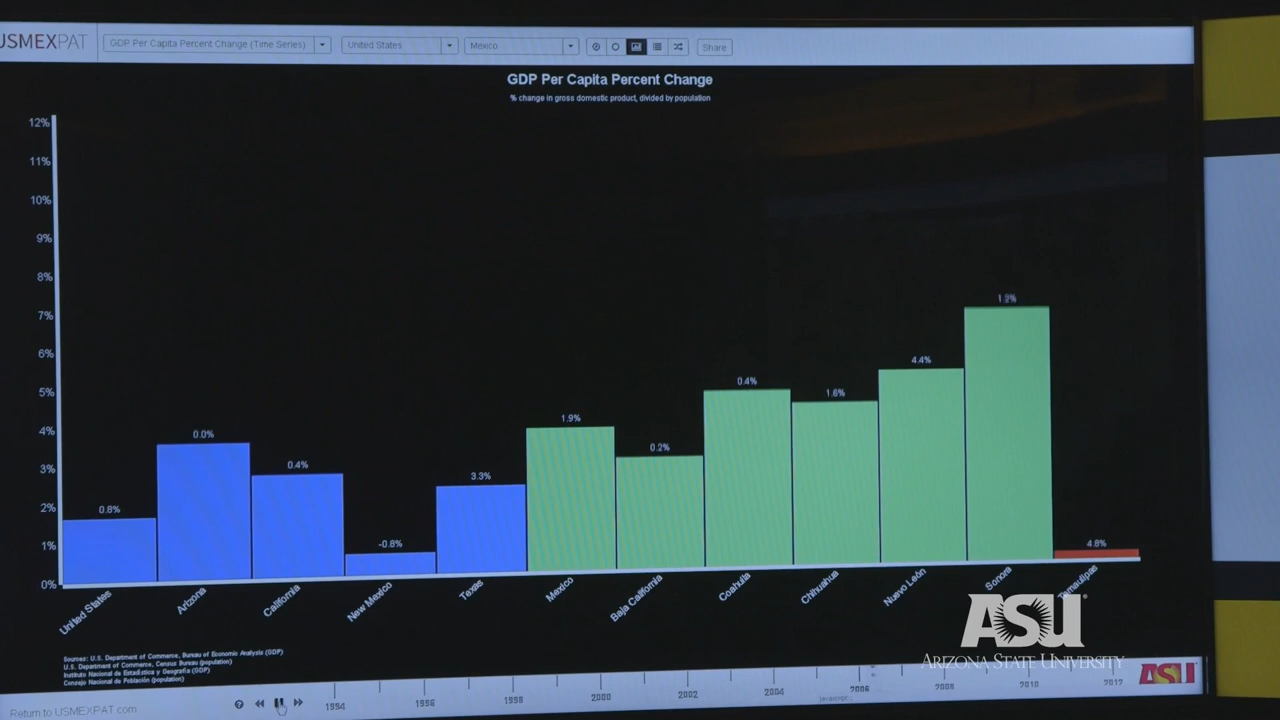 USMEXPAT
GDP Per Capita Percent Change (Time Series)
United States
Mexico
Share
GDP Per Capita Percent Change
% change in gross domestic product, divided by population
12%
11%
10%
9%
8%
7%
6%
5%
4%
3%
2%
1%
0%
0.8%
0.0%
0.4%
-0.8%
3.3%
1.9%
0.2%
0.4%
1.6%
4.4%
4.8%
United States
Arizona
California
New Mexico
Texas
Mexico
Baja California
Coahuila
Chihuahua
Nuevo León
Sonora
Tamaulipas
Sources: U.S. Department of Commerce, Bureau of Economic Analysis (GDP)
U.S. Department of Commerce, Census Bureau (population)
Instituto Nacional de Estadística y Geografía (GDP)
Consejo Nacional de Población (population)
ASU
ARIZONA STATE UNIVERSITY
Return to USMEXPAT.com
1994
1996
1998
2000
2002
2004
2006
2008
2010
2012
ASU